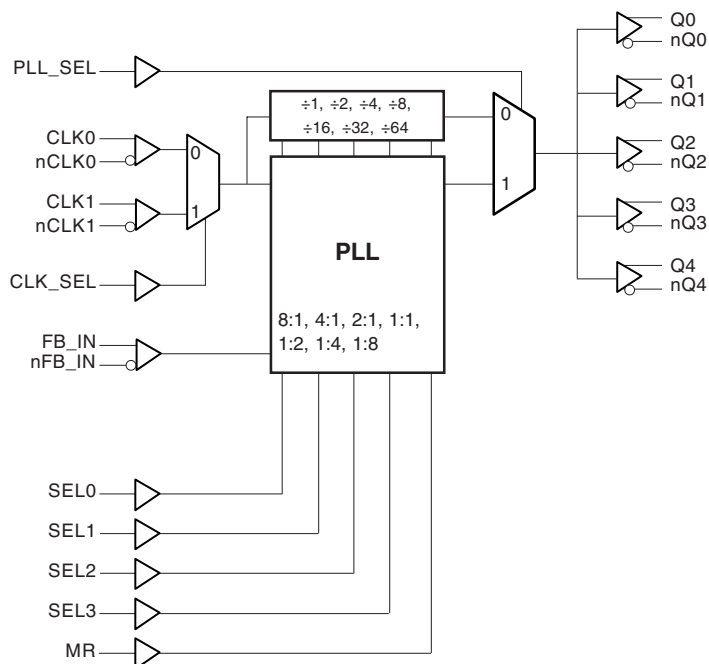 PLL_SEL
CLK0
nCLK0
CLK1
nCLK1
CLK_SEL
FB_IN
nFB_IN
SEL0
SEL1
SEL2
SEL3
MR
0
1
÷1, ÷2, ÷4, ÷8,
÷16, ÷32, ÷64
PLL
8:1, 4:1, 2:1, 1:1,
1:2, 1:4, 1:8
0
1
Q0
nQ0
Q1
nQ1
Q2
nQ2
Q3
nQ3
Q4
nQ4